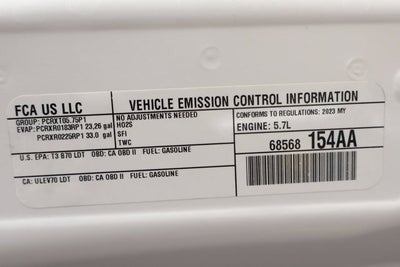 FCA US LLC
VEHICLE EMISSION CONTROL INFORMATION
GROUP: PCRXT05.75P1
EVAP: PCRXR0183RP1 23.26 gal
PCRXR0225RP1 33.0 gal
NO ADJUSTMENTS NEEDED
HO2S
SFI
TWC
CONFORMS TO REGULATIONS: 2023 MY
ENGINE: 5.7L
68568 154AA
U.S. EPA: T3 B70 LDT OBD: CA OBD II FUEL: GASOLINE
CA: ULEV70 LDT OBD: CA OBD II FUEL: GASOLINE